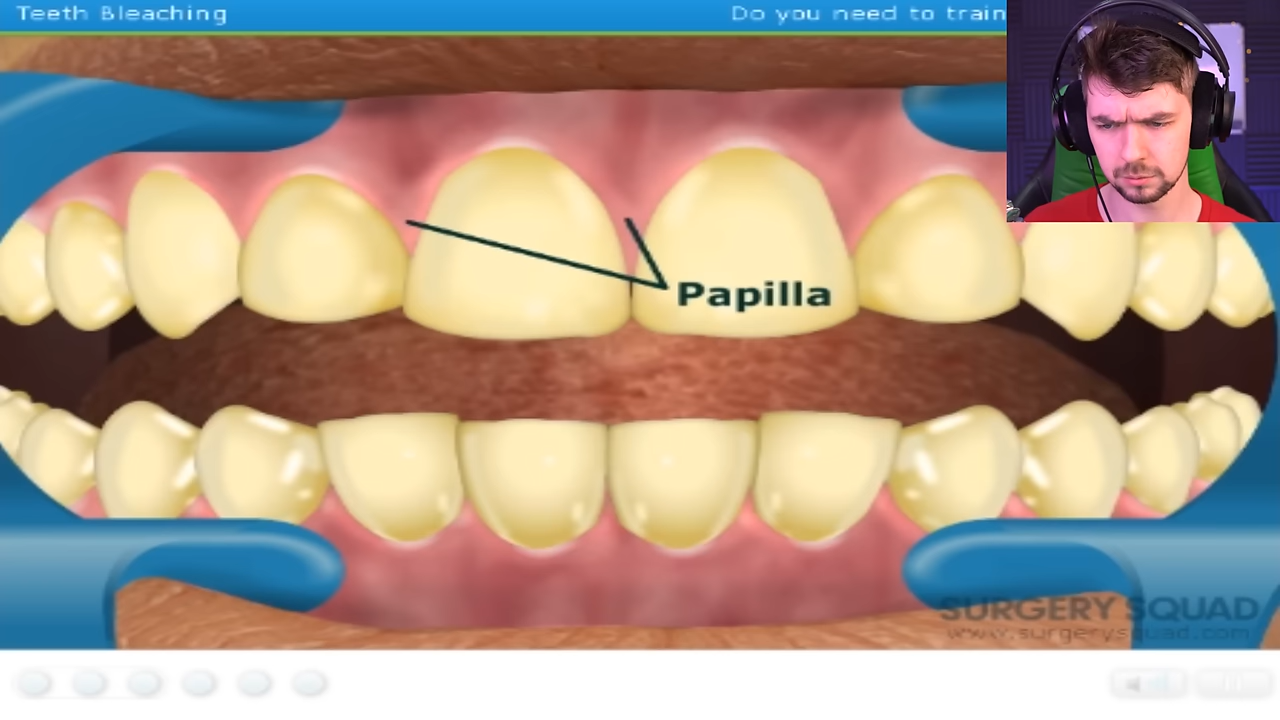 Teeth Bleaching
Do you need to train
Papilla
SURGERY SQUAD
www.surgerysquad.com